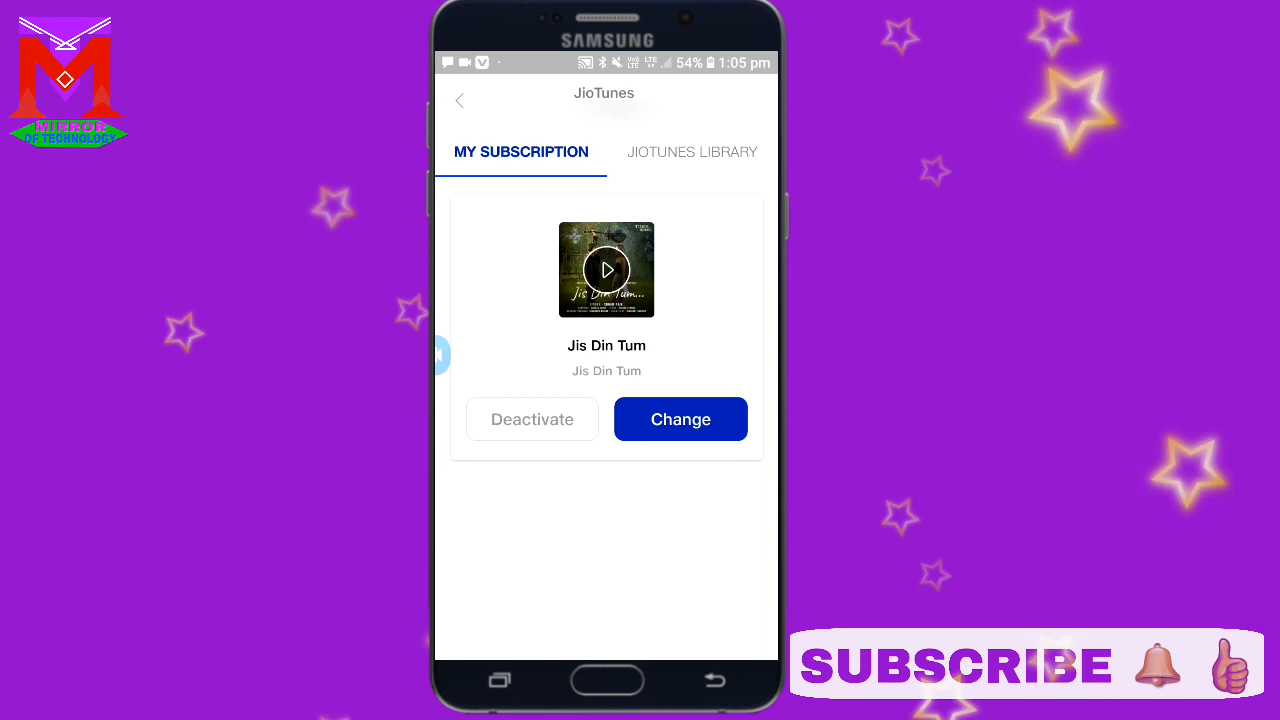 MIRROR
OF TECHNOLOGY
SAMSUNG
54% 1:05 pm
JioTunes
MY SUBSCRIPTION
JIOTUNES LIBRARY
Jis Din Tum...
Jis Din Tum
Jis Din Tum
Deactivate
Change
SUBSCRIBE